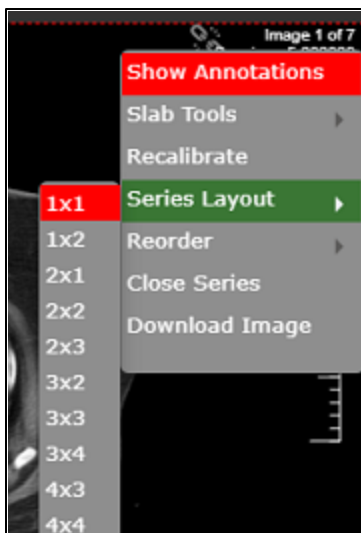 Image 1 of 7
Show Annotations
Slab Tools
Recalibrate
Series Layout
Reorder
Close Series
Download Image
1x1
1x2
2x1
2x2
2x3
3x2
3x3
3x4
4x3
4x4